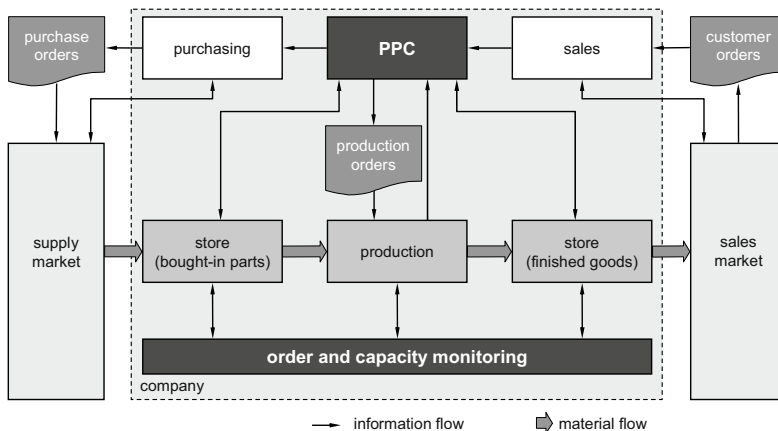 purchase
orders
purchasing
PPC
sales
customer
orders
production
orders
supply
market
store
(bought-in parts)
production
store
(finished goods)
sales
market
order and capacity monitoring
company
information flow
material flow